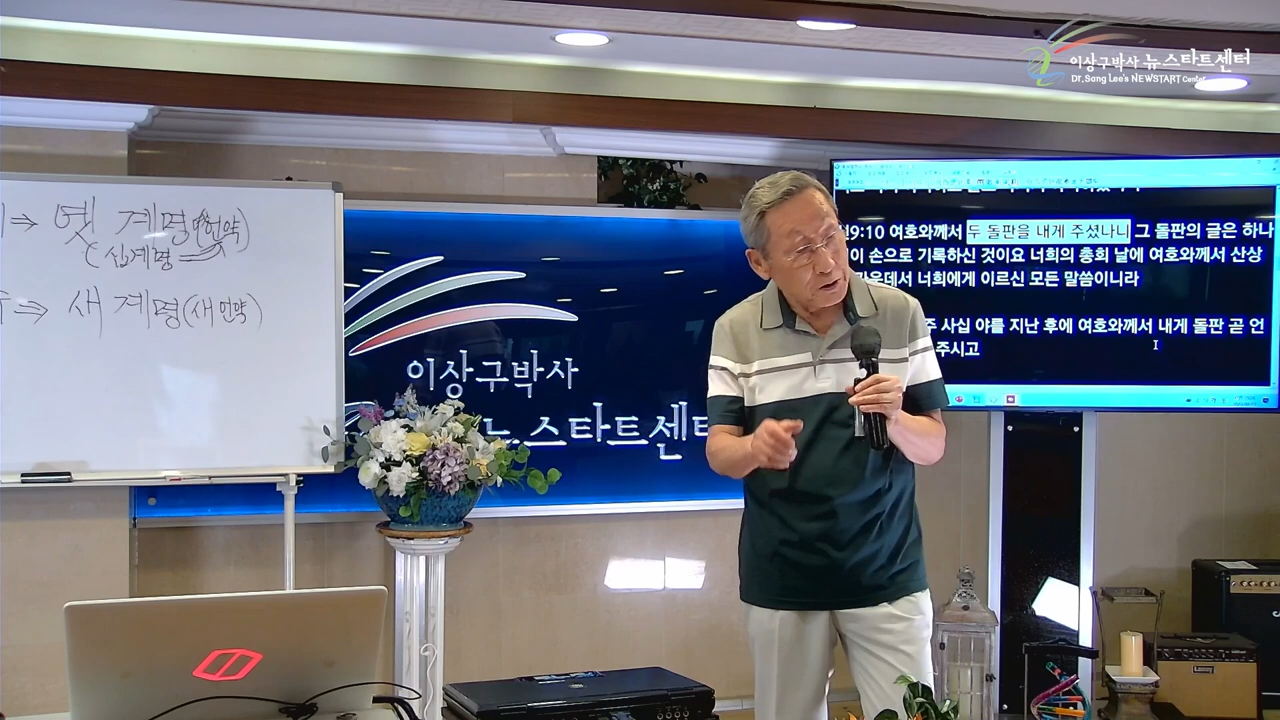 이상구박사 뉴스타트센터
Dr. Sang Lee's NEWSTART Center
⇒ 옛 계명(옛언약)
(십계명
⇒ 새 계명(새언약)
이상구박사
뉴스타트센터
9:10 여호와께서 두 돌판을 내게 주셨나니 그 돌판의 글은 하나
이 손으로 기록하신 것이요 너희의 총회 날에 여호와께서 산상
운데서 너희에게 이르신 모든 말씀이니라
주 사십 야를 지난 후에 여호와께서 내게 돌판 곧 언
주시고
Laney